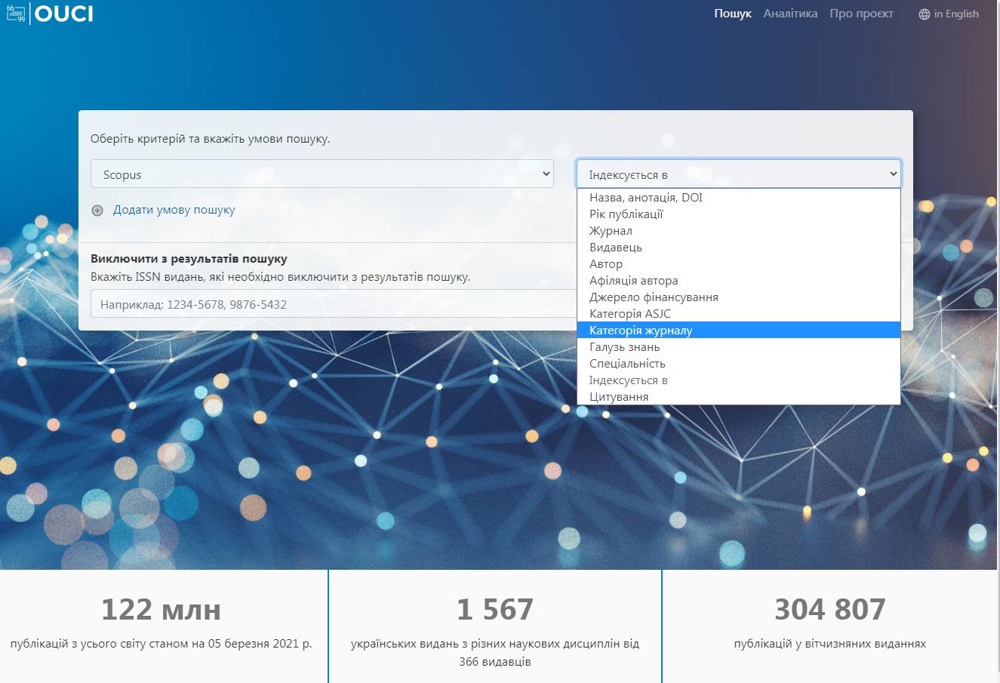 OUCI
Пошук Аналітика Про проєкт in English
Оберіть критерій та вкажіть умови пошуку.
Scopus
Індексується в
Додати умову пошуку
Назва, анотація, DOI
Рік публікації
Журнал
Видавець
Автор
Афіляція автора
Джерело фінансування
Категорія ASJC
Категорія журналу
Галузь знань
Спеціальність
Індексується в
Цитування
Виключити з результатів пошуку
Вкажіть ISSN видань, які необхідно виключити з результатів пошуку.
Наприклад: 1234-5678, 9876-5432
122 млн
публікацій з усього світу станом на 05 березня 2021 р.
1 567
українських видань з різних наукових дисциплін від
366 видавців
304 807
публікацій у вітчизняних виданнях